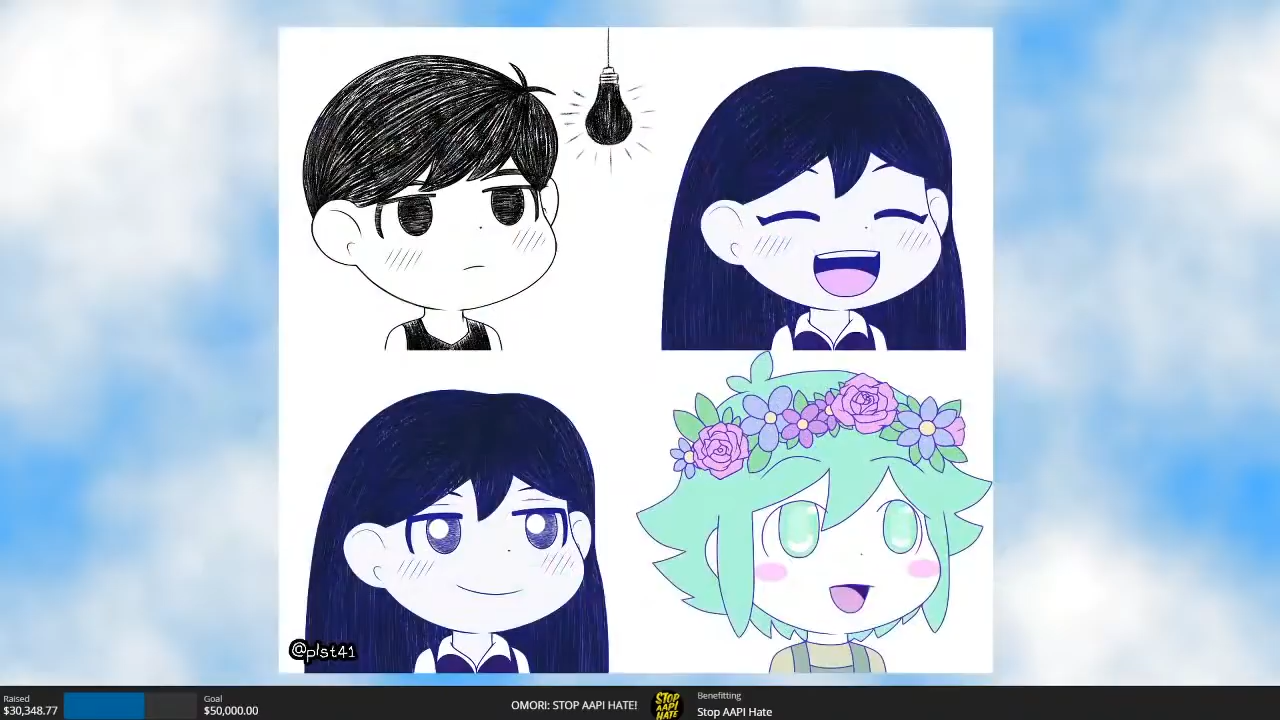 @plst41
Raised
$30,348.77
Goal
$50,000.00
OMORI: STOP AAPI HATE!
STOP
AAPI
HATE
Benefitting
Stop AAPI Hate